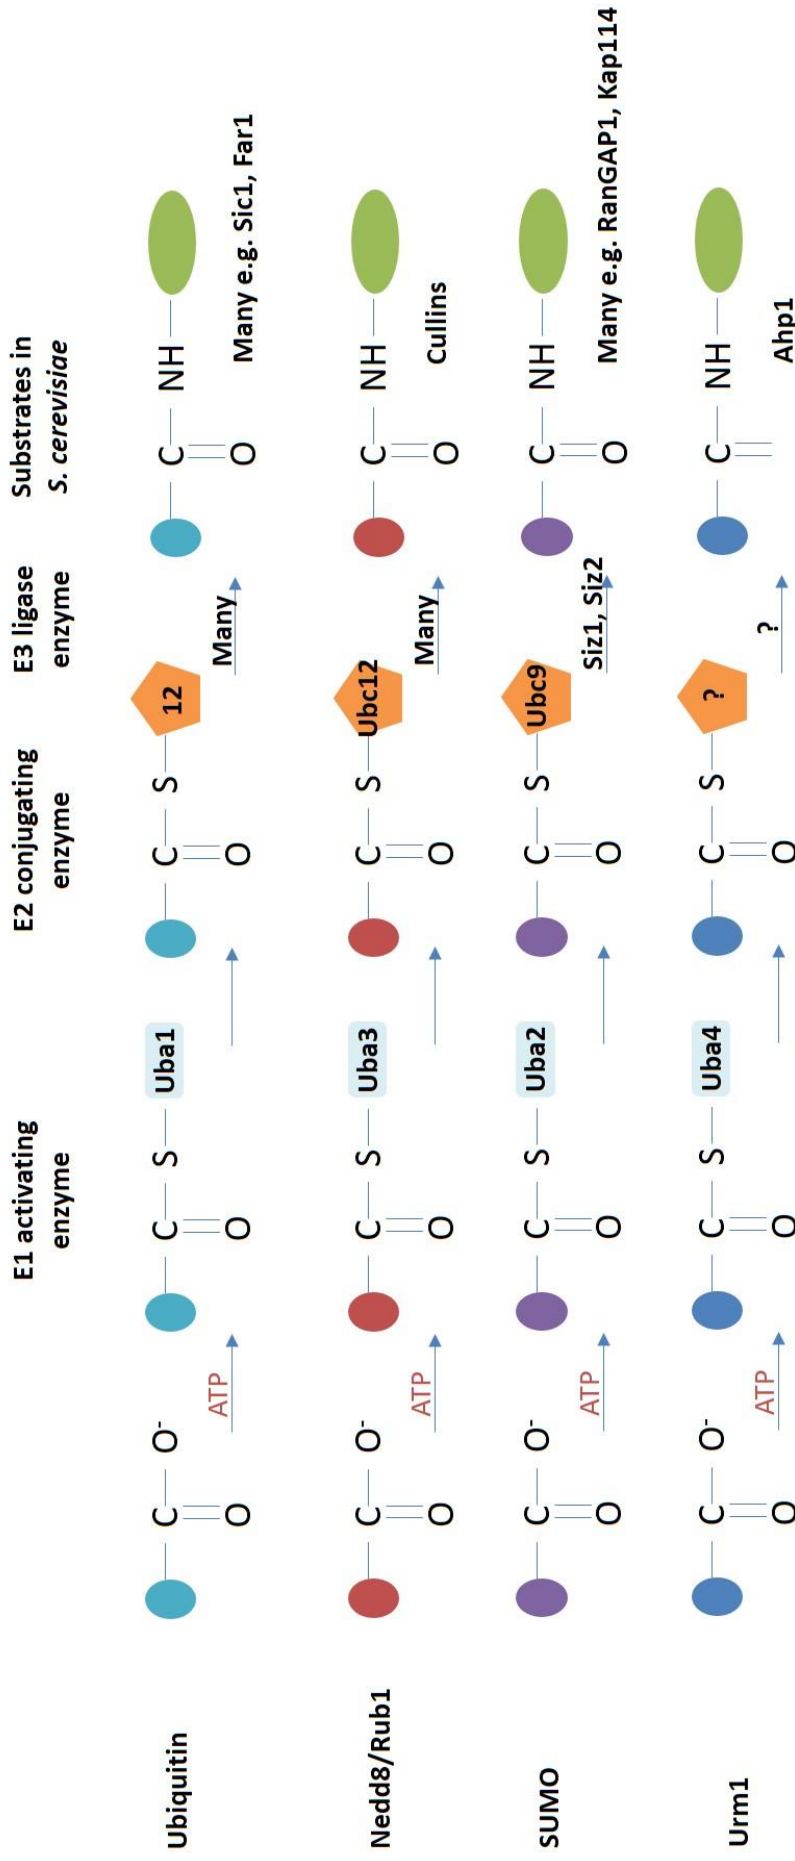 E1 activating
enzyme
E2 conjugating
enzyme
E3 ligase
enzyme
Substrates in
S. cerevisiae
Ubiquitin
C
O
O-
ATP
C
O
S
Uba1
C
O
S
12
Many
C
O
NH
Many e.g. Sic1, Far1
Nedd8/Rub1
C
O
O-
ATP
C
O
S
Uba3
C
O
S
Ubc12
Many
C
O
NH
Cullins
SUMO
C
O
O-
ATP
C
O
S
Uba2
C
O
S
Ubc9
Siz1, Siz2
C
O
NH
Many e.g. RanGAP1, Kap114
Urm1
C
O
O-
ATP
C
O
S
Uba4
C
O
S
?
?
C
NH
Ahp1